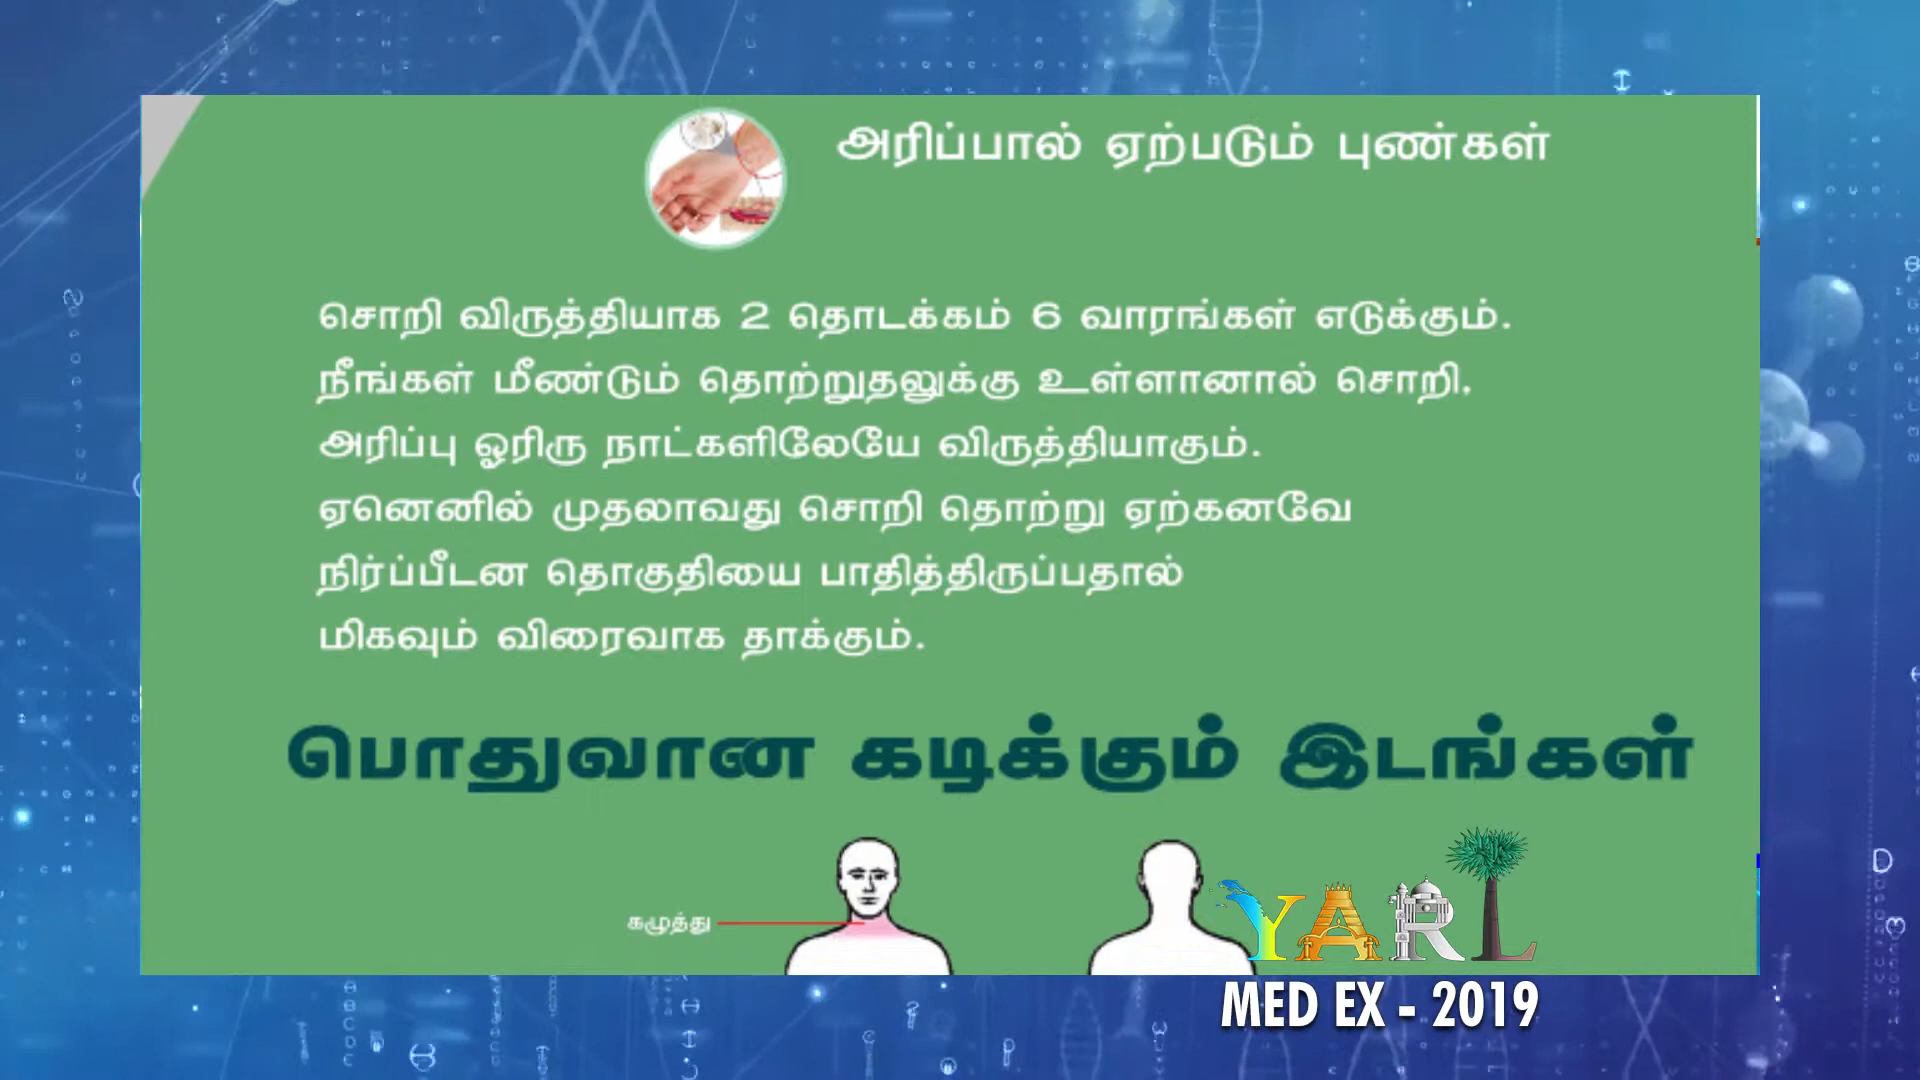 அரிப்பால் ஏற்படும் புண்கள்
சொறி விருத்தியாக 2 தொடக்கம் 6 வாரங்கள் எடுக்கும்.
நீங்கள் மீண்டும் தொற்றுதலுக்கு உள்ளானால் சொறி,
அரிப்பு ஓரிரு நாட்களிலேயே விருத்தியாகும்.
ஏனெனில் முதலாவது சொறி தொற்று ஏற்கனவே
நிர்ப்பீடன தொகுதியை பாதித்திருப்பதால்
மிகவும் விரைவாக தாக்கும்.
பொதுவான கடிக்கும் இடங்கள்
கழுத்து
YARL
MED EX - 2019